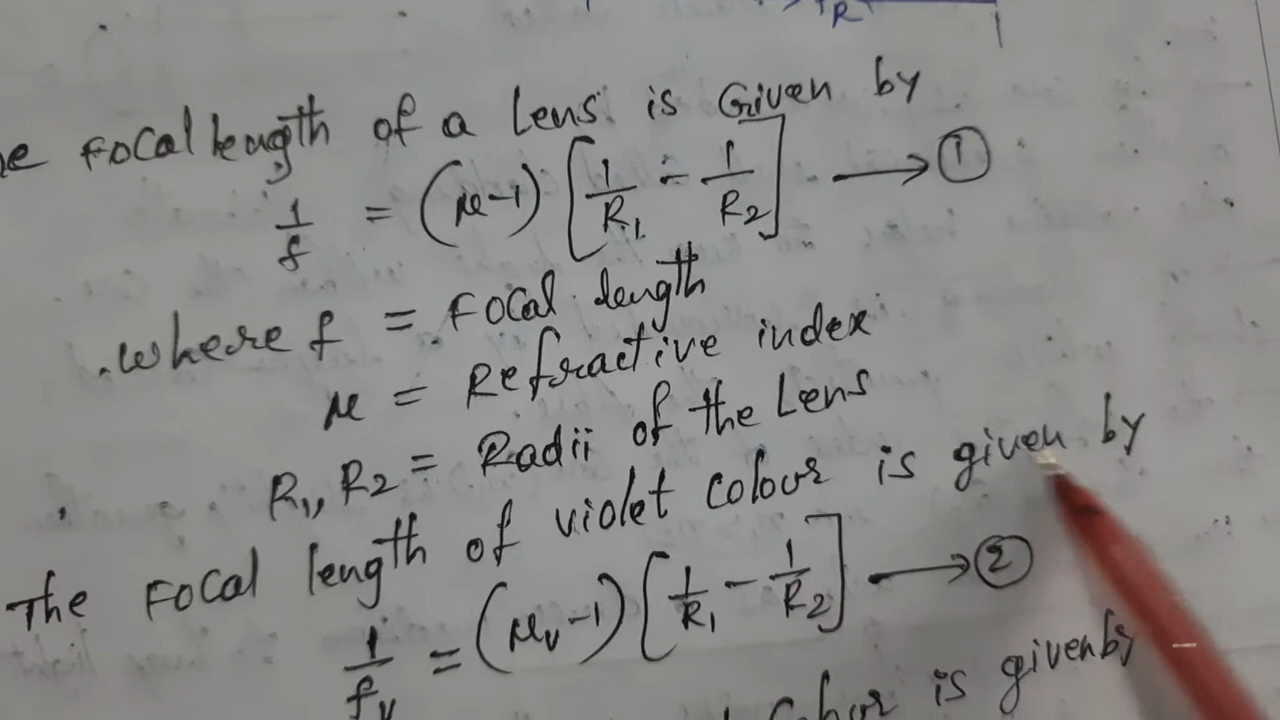 R
e Focal length of a Lens is Given by
1/f = (μ-1) [1/R₁ - 1/R₂] → ①
where f = Focal length
μ = Refractive index
R₁, R₂ = Radii of the Lens
The Focal length of violet colour is given by
1/fᵥ = (μᵥ-1) [1/R₁ - 1/R₂] → ②
colour is given by